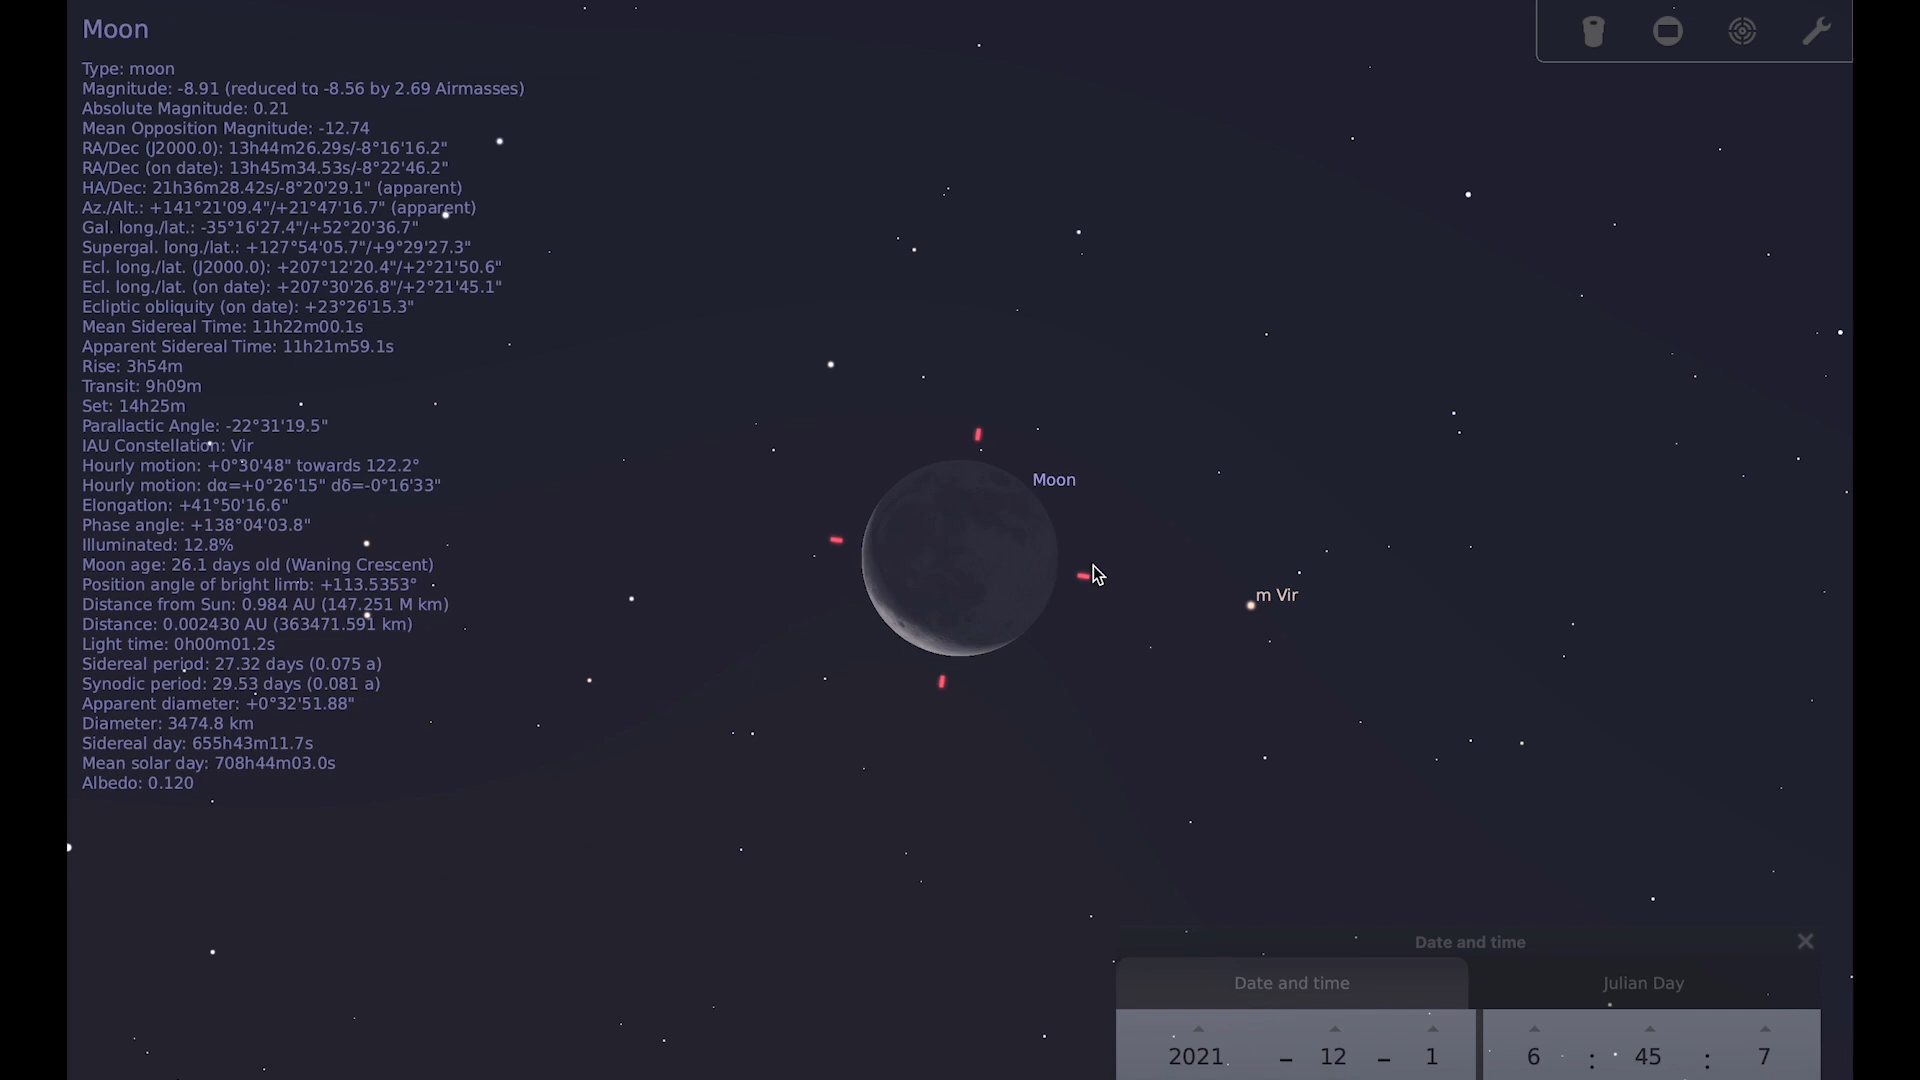 Moon
Type: moon
Magnitude: -8.91 (reduced to -8.56 by 2.69 Airmasses)
Absolute Magnitude: 0.21
Mean Opposition Magnitude: -12.74
RA/Dec (J2000.0): 13h44m26.29s/-8°16'16.2"
RA/Dec (on date): 13h45m34.53s/-8°22'46.2"
HA/Dec: 21h36m28.42s/-8°20'29.1" (apparent)
Az./Alt.: +141°21'09.4"/+21°47'16.7" (apparent)
Gal. long./lat.: -35°16'27.4"/+52°20'36.7"
Supergal. long./lat.: +127°54'05.7"/+9°29'27.3"
Ecl. long./lat. (J2000.0): +207°12'20.4"/+2°21'50.6"
Ecl. long./lat. (on date): +207°30'26.8"/+2°21'45.1"
Ecliptic obliquity (on date): +23°26'15.3"
Mean Sidereal Time: 11h22m00.1s
Apparent Sidereal Time: 11h21m59.1s
Rise: 3h54m
Transit: 9h09m
Set: 14h25m
Parallactic Angle: -22°31'19.5"
IAU Constellation: Vir
Hourly motion: +0°30'48" towards 122.2°
Hourly motion: dα=+0°26'15" dδ=-0°16'33"
Elongation: +41°50'16.6"
Phase angle: +138°04'03.8"
Illuminated: 12.8%
Moon age: 26.1 days old (Waning Crescent)
Position angle of bright limb: +113.5353°
Distance from Sun: 0.984 AU (147.251 M km)
Distance: 0.002430 AU (363471.591 km)
Light time: 0h00m01.2s
Sidereal period: 27.32 days (0.075 a)
Synodic period: 29.53 days (0.081 a)
Apparent diameter: +0°32'51.88"
Diameter: 3474.8 km
Sidereal day: 655h43m11.7s
Mean solar day: 708h44m03.0s
Albedo: 0.120
Moon
m Vir
Date and time
Date and time Julian Day
2021 - 12 - 1 6 : 45 : 7